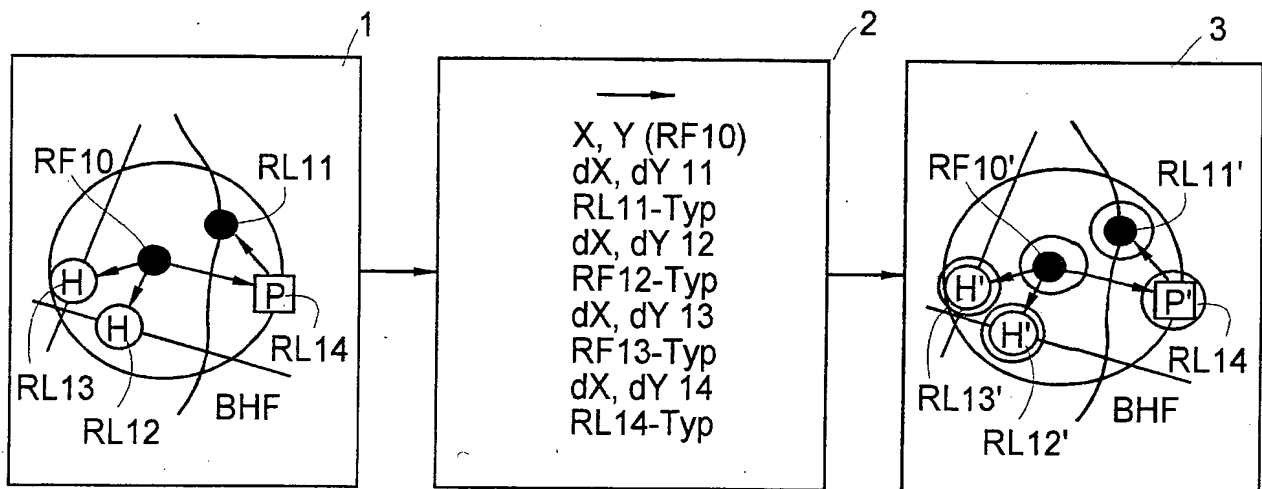 1
2
3
RF10
RL11
H
H
P
RL14
RL13
RL12
BHF
X, Y (RF10)
dX, dY 11
RL11-Typ
dX, dY 12
RF12-Typ
dX, dY 13
RF13-Typ
dX, dY 14
RL14-Typ
RF10'
RL11'
H'
H'
P'
RL14
RL13'
RL12'
BHF